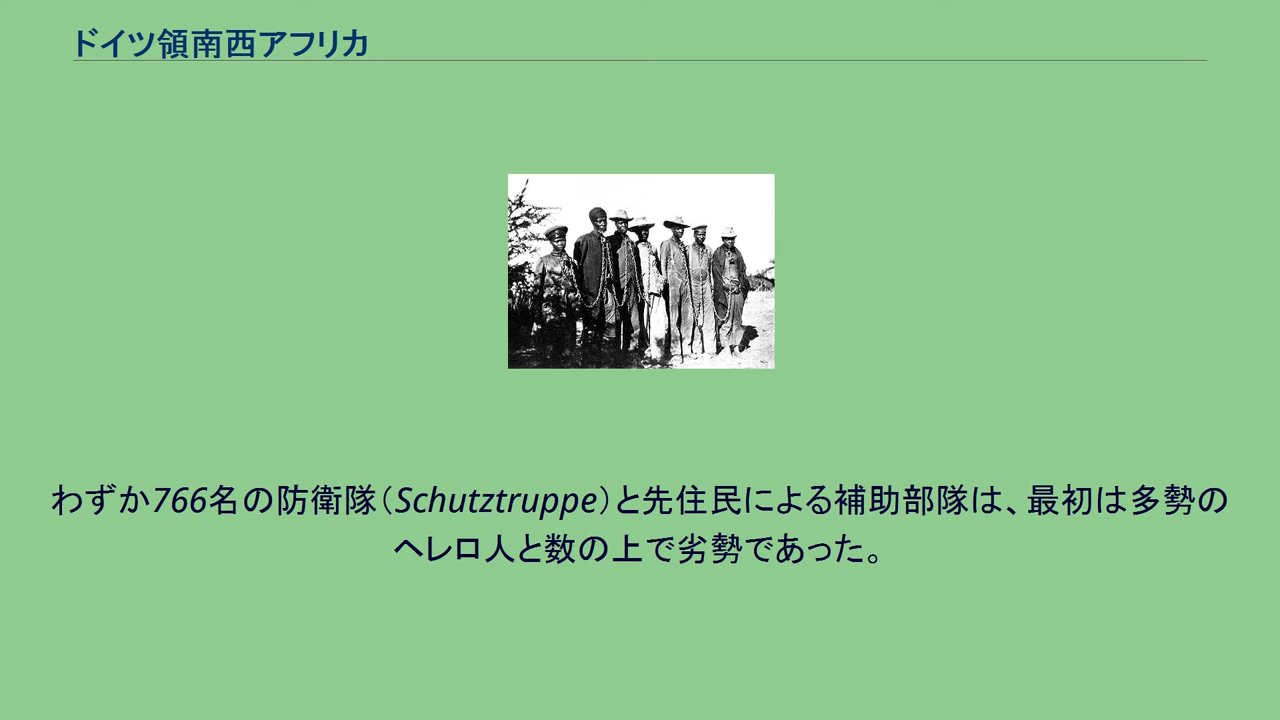 ドイツ領南西アフリカ
わずか766名の防衛隊（Schutztruppe）と先住民による補助部隊は、最初は多勢の
ヘレロ人と数の上で劣勢であった。